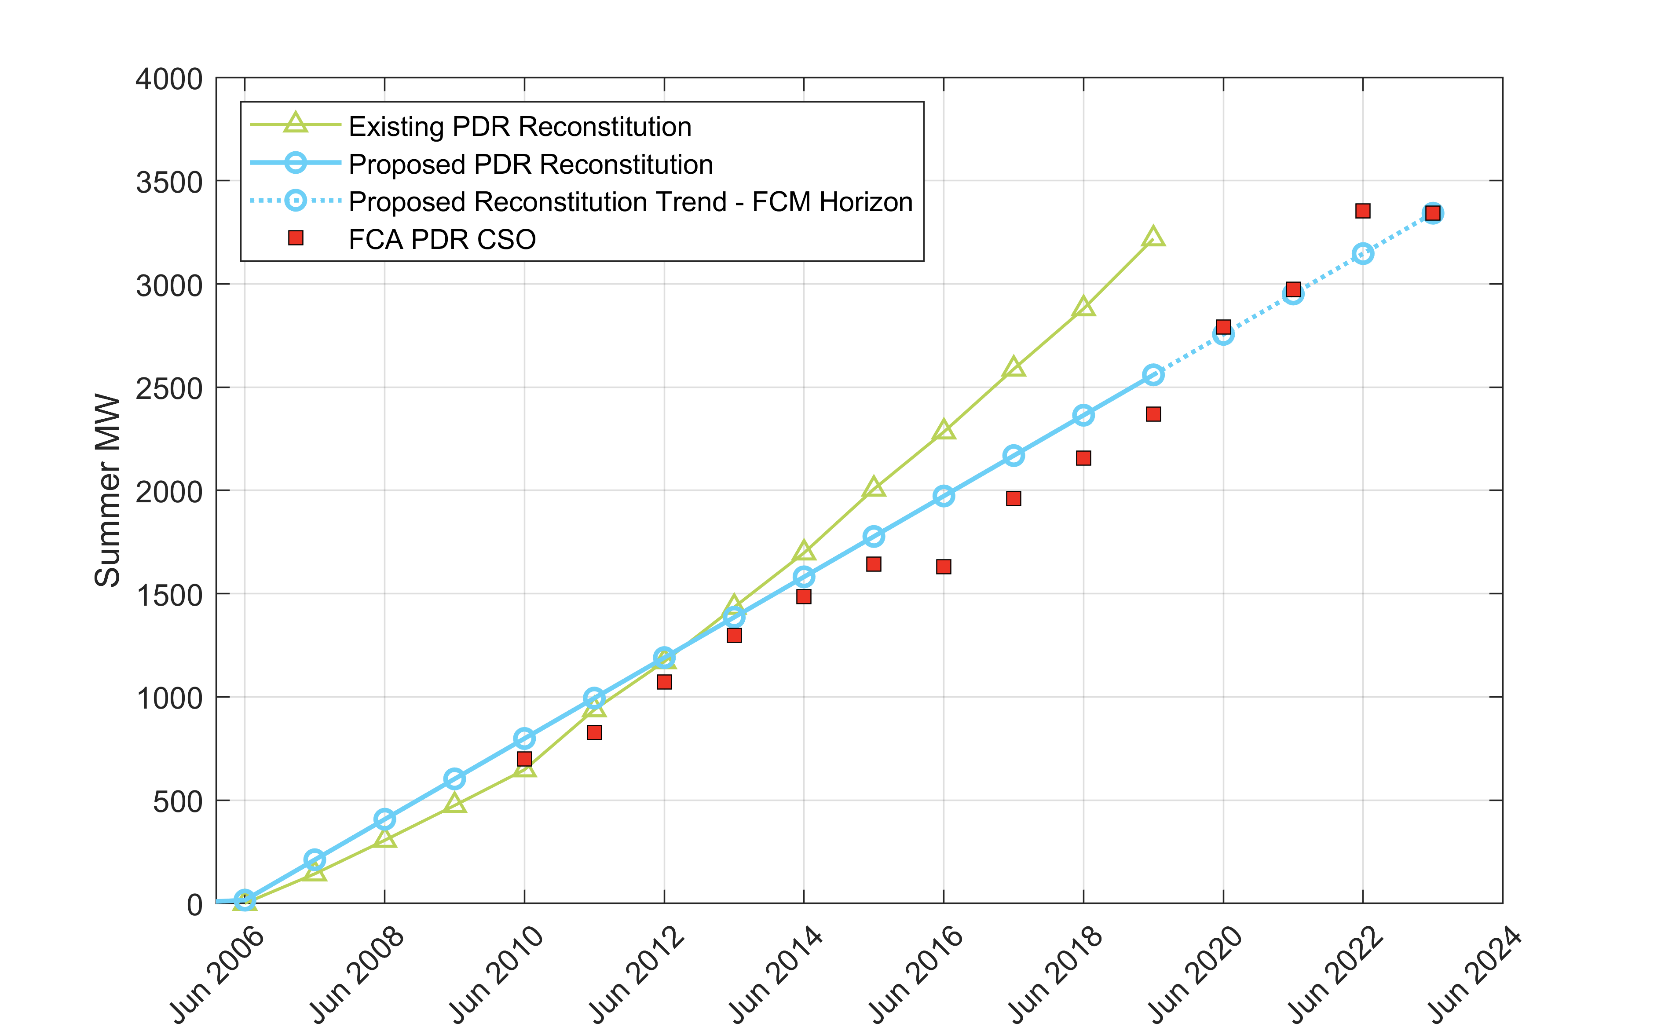 4000
3500
3000
2500
2000
1500
1000
500
0
Summer MW
Existing PDR Reconstitution
Proposed PDR Reconstitution
Proposed Reconstitution Trend - FCM Horizon
FCA PDR CSO
Jun 2006
Jun 2008
Jun 2010
Jun 2012
Jun 2014
Jun 2016
Jun 2018
Jun 2020
Jun 2022
Jun 2024